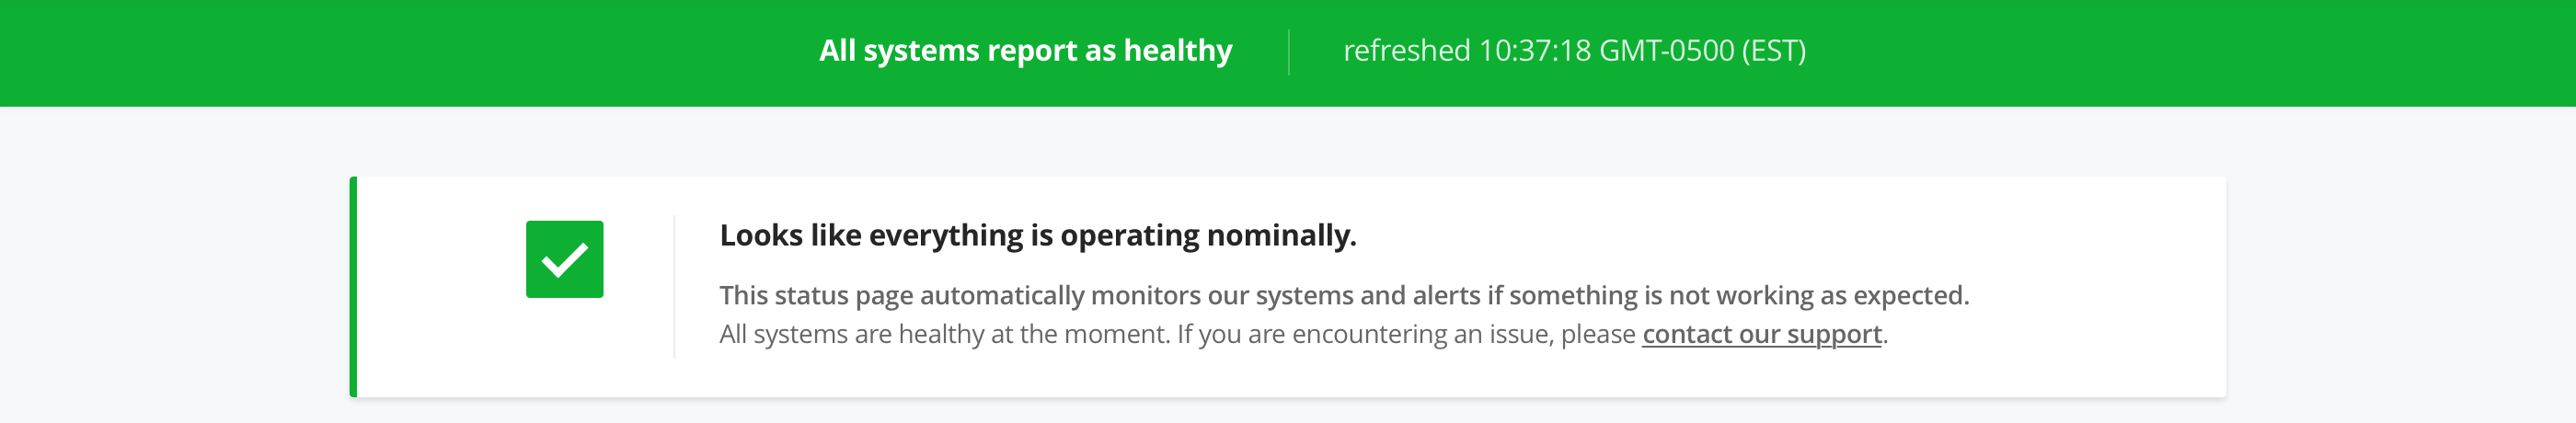 All systems report as healthy
refreshed 10:37:18 GMT-0500 (EST)
Looks like everything is operating nominally.
This status page automatically monitors our systems and alerts if something is not working as expected.
All systems are healthy at the moment. If you are encountering an issue, please contact our support.